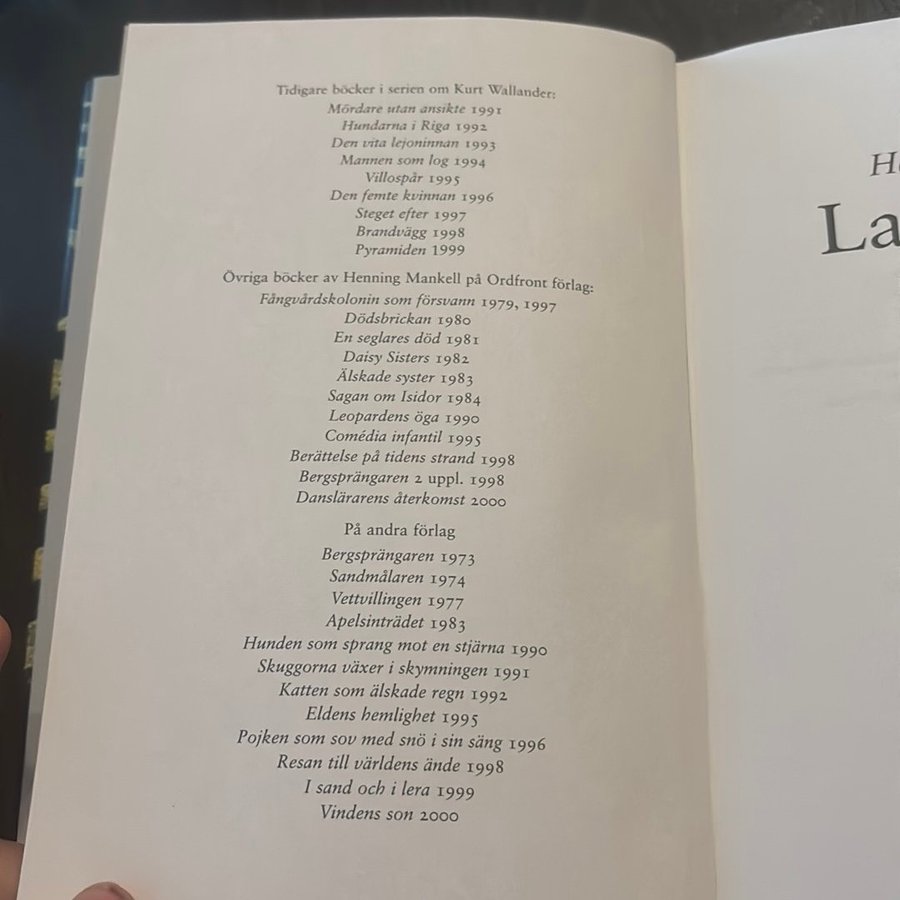 Tidigare böcker i serien om Kurt Wallander:
Mördare utan ansikte 1991
Hundarna i Riga 1992
Den vita lejoninnan 1993
Mannen som log 1994
Villospår 1995
Den femte kvinnan 1996
Steget efter 1997
Brandvägg 1998
Pyramiden 1999
Övriga böcker av Henning Mankell på Ordfront förlag:
Fångvårdskolonin som försvann 1979, 1997
Dödsbrickan 1980
En seglares död 1981
Daisy Sisters 1982
Älskade syster 1983
Sagan om Isidor 1984
Leopardens öga 1990
Comédia infantil 1995
Berättelse på tidens strand 1998
Bergsprängaren 2 uppl. 1998
Danslärarens återkomst 2000
På andra förlag
Bergsprängaren 1973
Sandmålaren 1974
Vettvillingen 1977
Apelsinträdet 1983
Hunden som sprang mot en stjärna 1990
Skuggorna växer i skymningen 1991
Katten som älskade regn 1992
Eldens hemlighet 1995
Pojken som sov med snö i sin säng 1996
Resan till världens ände 1998
I sand och i lera 1999
Vindens son 2000
La